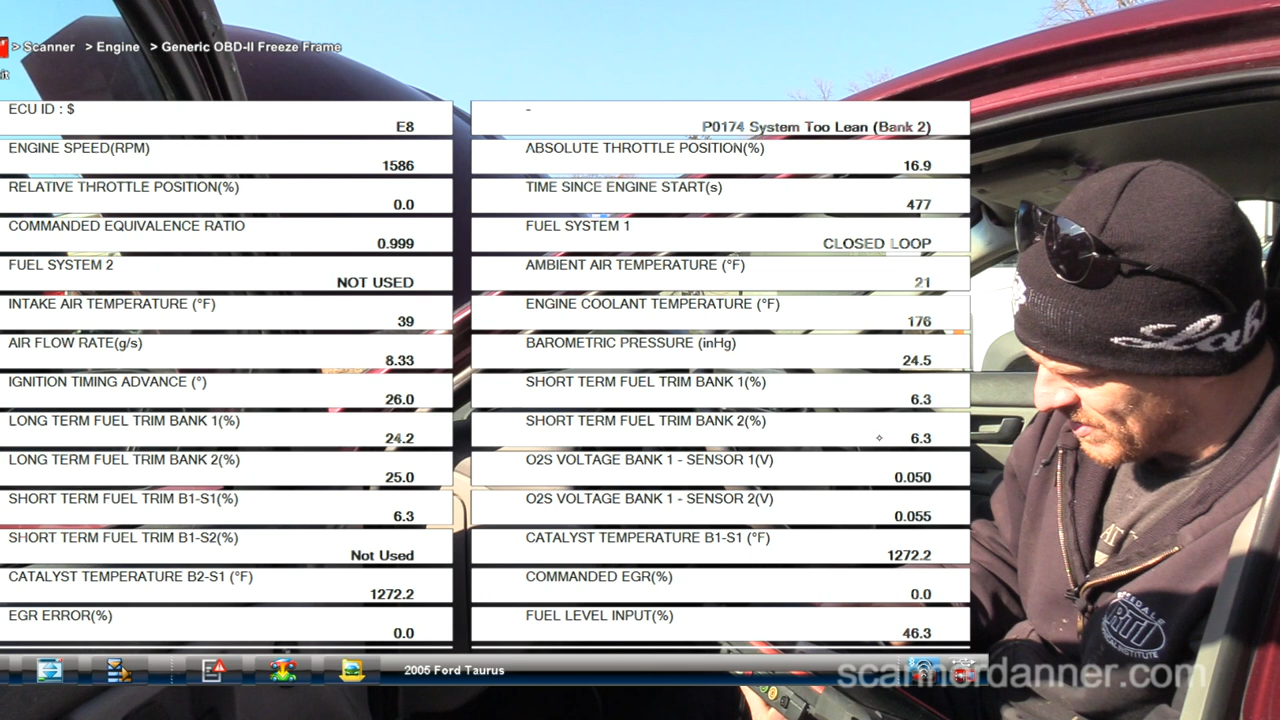 > Scanner > Engine > Generic OBD-II Freeze Frame
it
ECU ID : $
E8
-
P0174 System Too Lean (Bank 2)
ENGINE SPEED(RPM)
1586
ABSOLUTE THROTTLE POSITION(%)
16.9
RELATIVE THROTTLE POSITION(%)
0.0
TIME SINCE ENGINE START(s)
477
COMMANDED EQUIVALENCE RATIO
0.999
FUEL SYSTEM 1
CLOSED LOOP
FUEL SYSTEM 2
NOT USED
AMBIENT AIR TEMPERATURE (°F)
21
INTAKE AIR TEMPERATURE (°F)
39
ENGINE COOLANT TEMPERATURE (°F)
176
AIR FLOW RATE(g/s)
8.33
BAROMETRIC PRESSURE (inHg)
24.5
IGNITION TIMING ADVANCE (°)
26.0
SHORT TERM FUEL TRIM BANK 1(%)
6.3
LONG TERM FUEL TRIM BANK 1(%)
24.2
SHORT TERM FUEL TRIM BANK 2(%)
6.3
LONG TERM FUEL TRIM BANK 2(%)
25.0
O2S VOLTAGE BANK 1 - SENSOR 1(V)
0.050
SHORT TERM FUEL TRIM B1-S1(%)
6.3
O2S VOLTAGE BANK 1 - SENSOR 2(V)
0.055
SHORT TERM FUEL TRIM B1-S2(%)
Not Used
CATALYST TEMPERATURE B1-S1 (°F)
1272.2
CATALYST TEMPERATURE B2-S1 (°F)
1272.2
COMMANDED EGR(%)
0.0
EGR ERROR(%)
0.0
FUEL LEVEL INPUT(%)
46.3
2005 Ford Taurus
scannerdanner.com
RTI